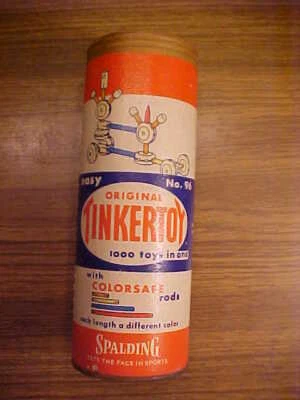 easy No. 96
ORIGINAL
TINKERTOY
1000 toys in one
with
COLORSAFE
rods
each length a different color
SPALDING
SETS THE PACE IN SPORTS